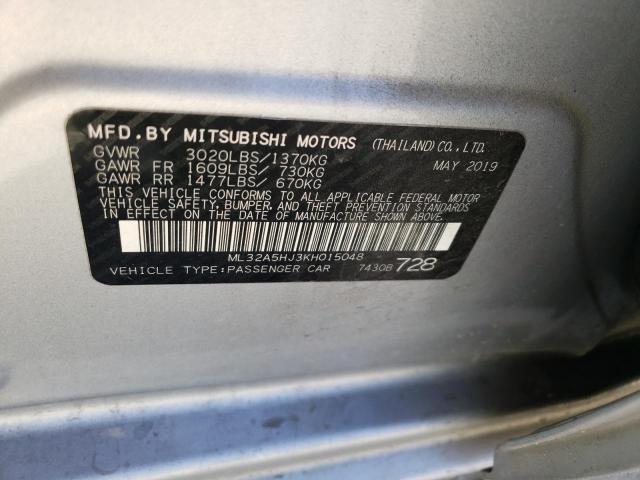 MFD.BY MITSUBISHI MOTORS (THAILAND) CO., LTD.
GVWR 3020LBS/1370KG MAY 2019
GAWR FR 1609LBS/ 730KG
GAWR RR 1477LBS/ 670KG
THIS VEHICLE CONFORMS TO ALL APPLICABLE FEDERAL MOTOR
VEHICLE SAFETY, BUMPER, AND THEFT PREVENTION STANDARDS
IN EFFECT ON THE DATE OF MANUFACTURE SHOWN ABOVE.
ML32A5HJ3KH015048
VEHICLE TYPE:PASSENGER CAR 7430B 728